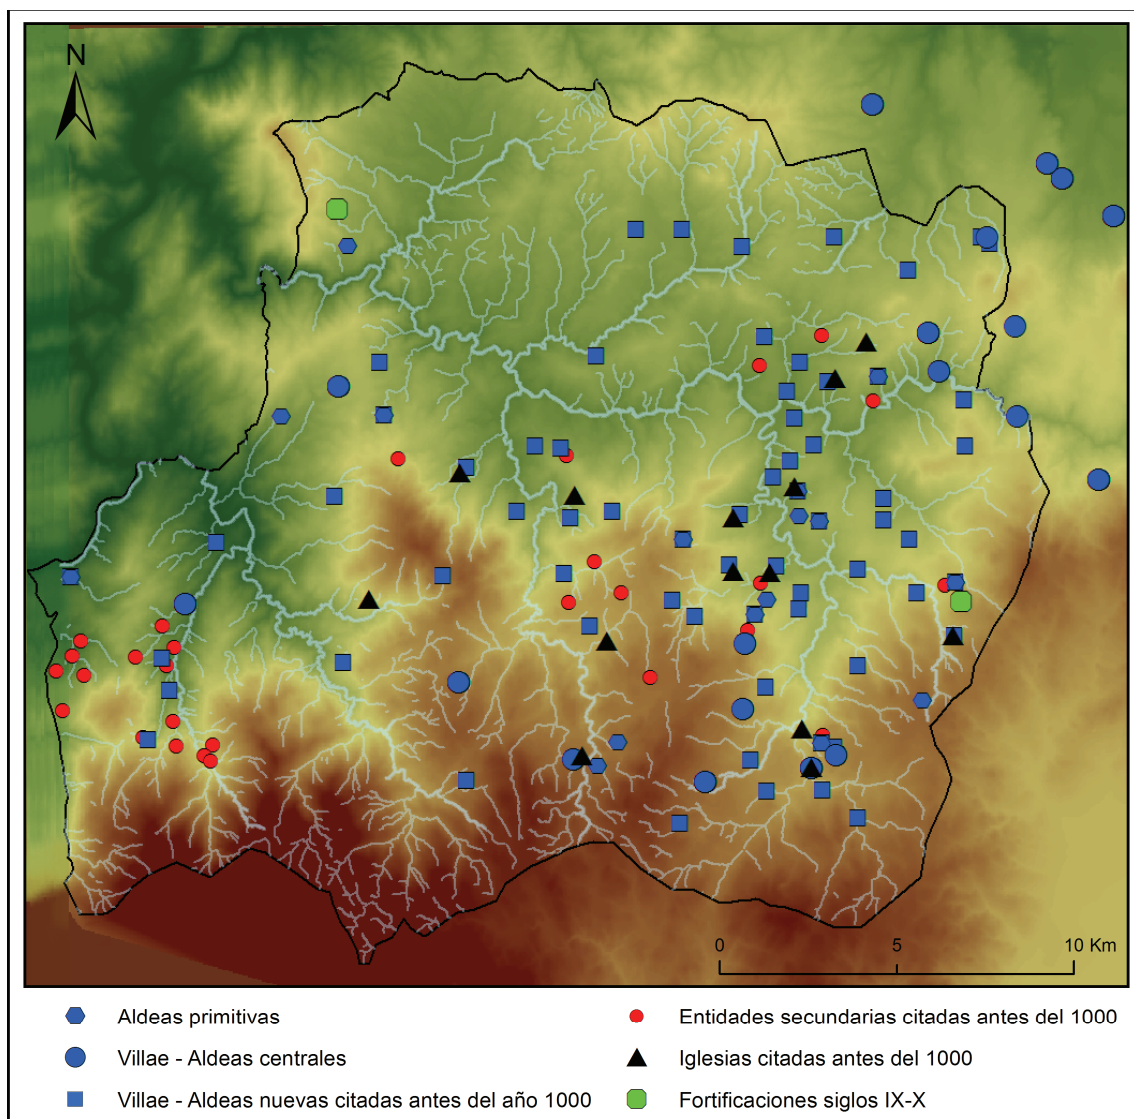 N
0 5 10 Km
Aldeas primitivas
Villae - Aldeas centrales
Villae - Aldeas nuevas citadas antes del año 1000
Entidades secundarias citadas antes del 1000
Iglesias citadas antes del 1000
Fortificaciones siglos IX-X